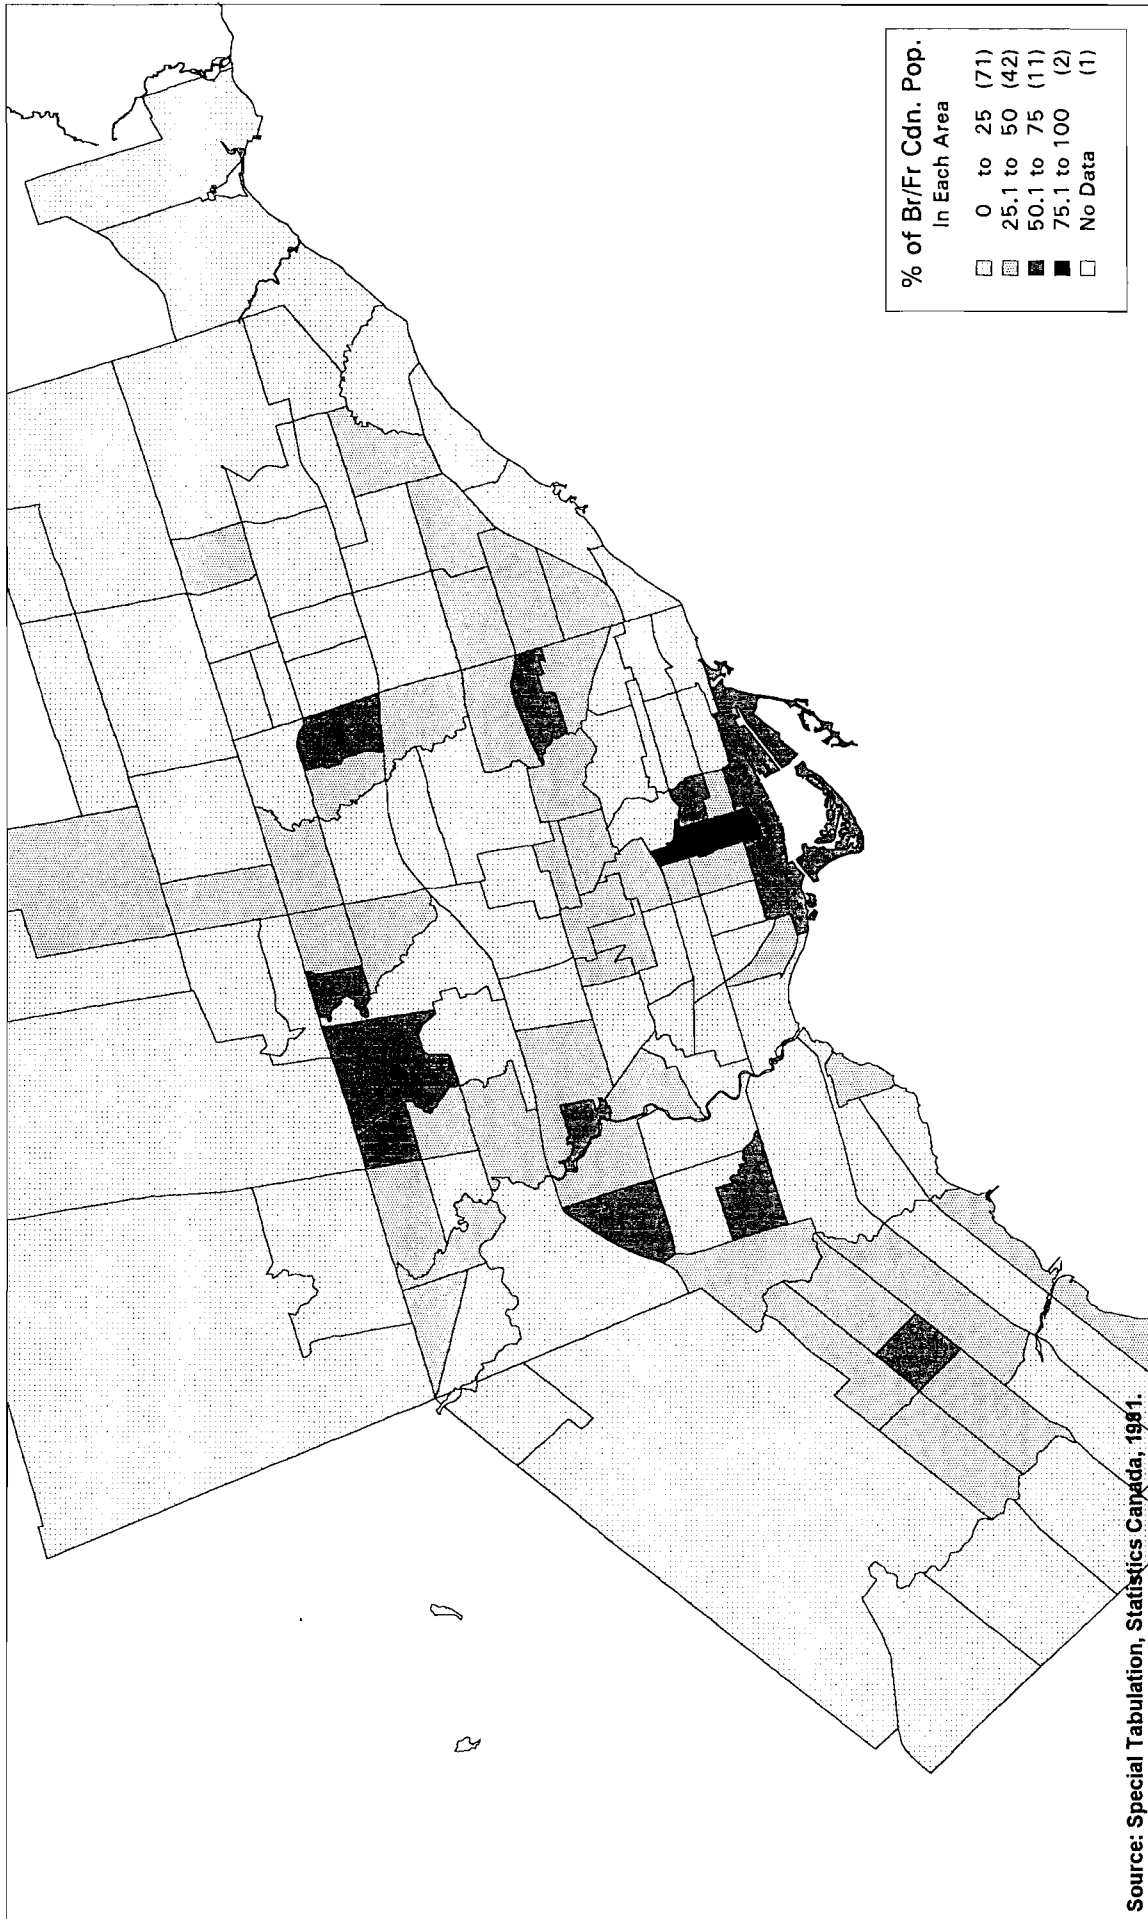 % of Br/Fr Cdn. Pop.
In Each Area
0 to 25 (71)
25.1 to 50 (42)
50.1 to 75 (11)
75.1 to 100 (2)
No Data (1)
Source: Special Tabulation, Statistics Canada, 1981.